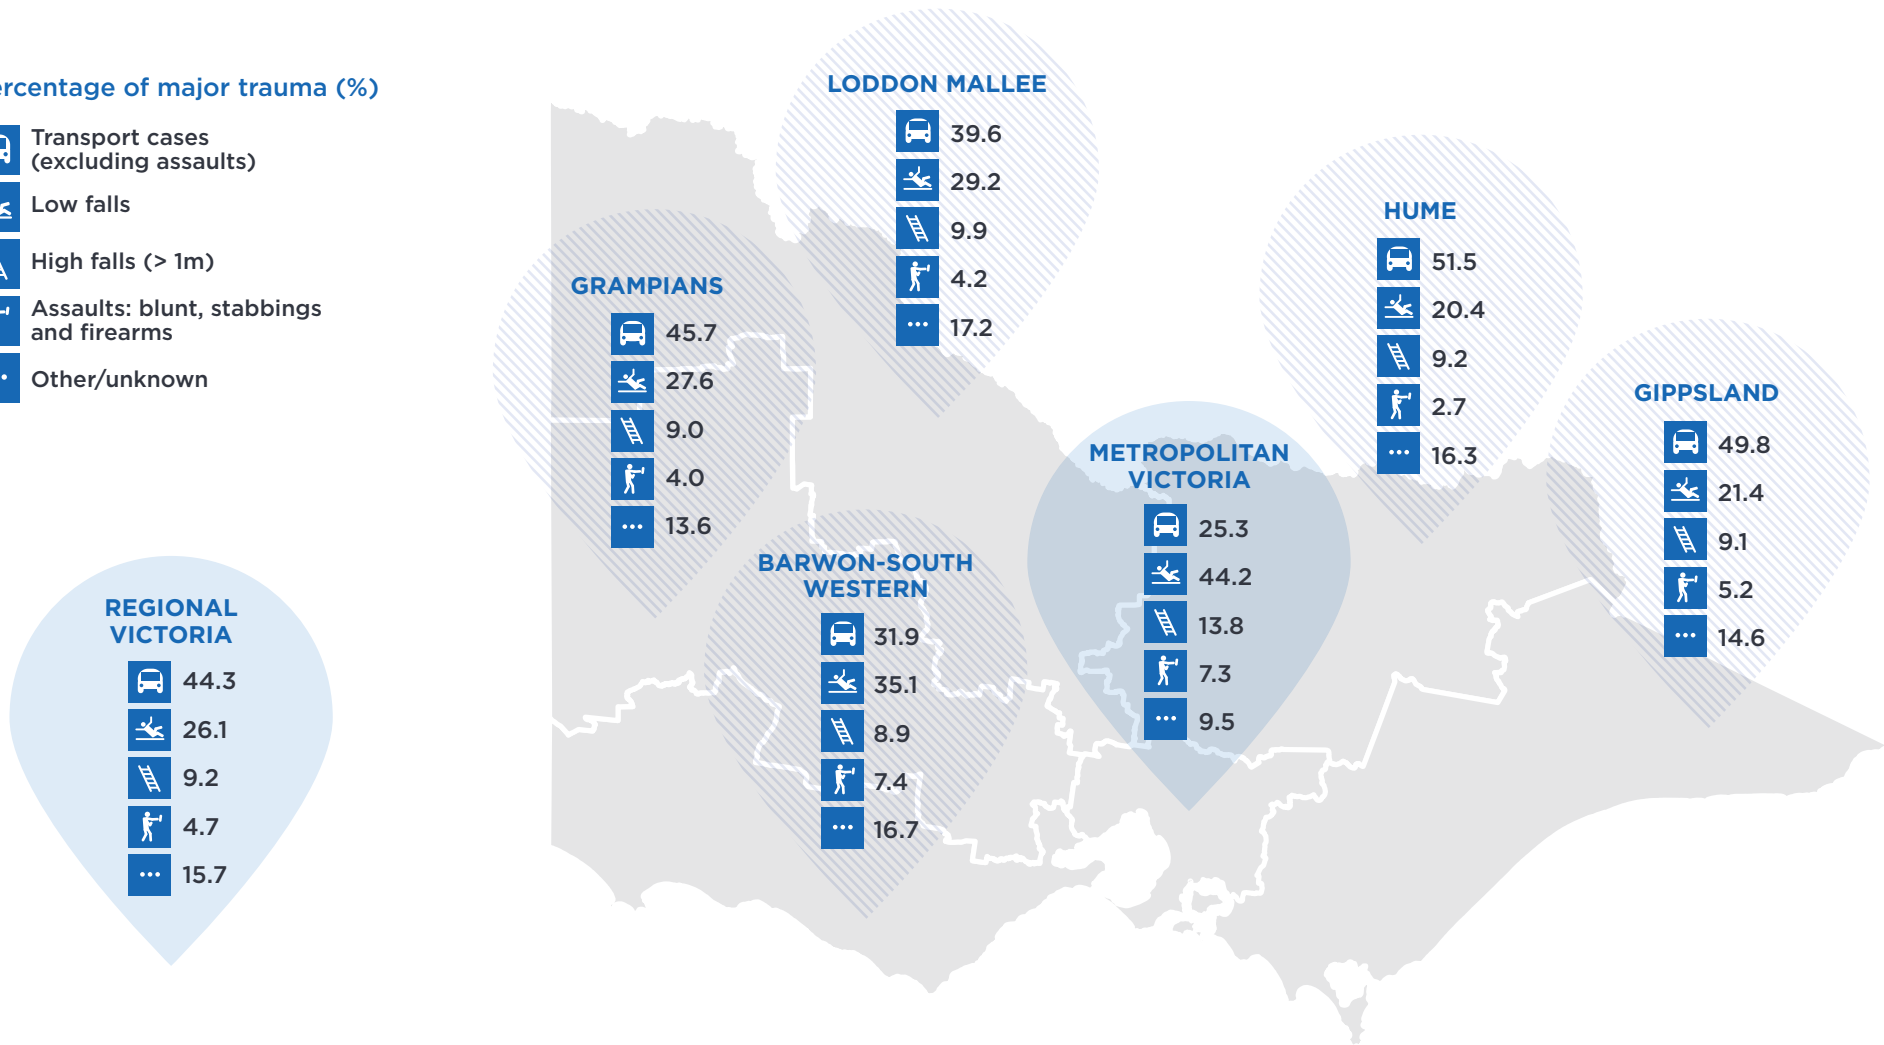 ercentage of major trauma (%)
Transport cases
(excluding assaults)
Low falls
High falls (> 1m)
Assaults: blunt, stabbings
and firearms
Other/unknown
LODDON MALLEE
39.6
29.2
9.9
4.2
17.2
HUME
51.5
20.4
9.2
2.7
16.3
GRAMPIANS
45.7
27.6
9.0
4.0
13.6
GIPPSLAND
49.8
21.4
9.1
5.2
14.6
METROPOLITAN
VICTORIA
25.3
44.2
13.8
7.3
9.5
BARWON-SOUTH
WESTERN
31.9
35.1
8.9
7.4
16.7
REGIONAL
VICTORIA
44.3
26.1
9.2
4.7
15.7